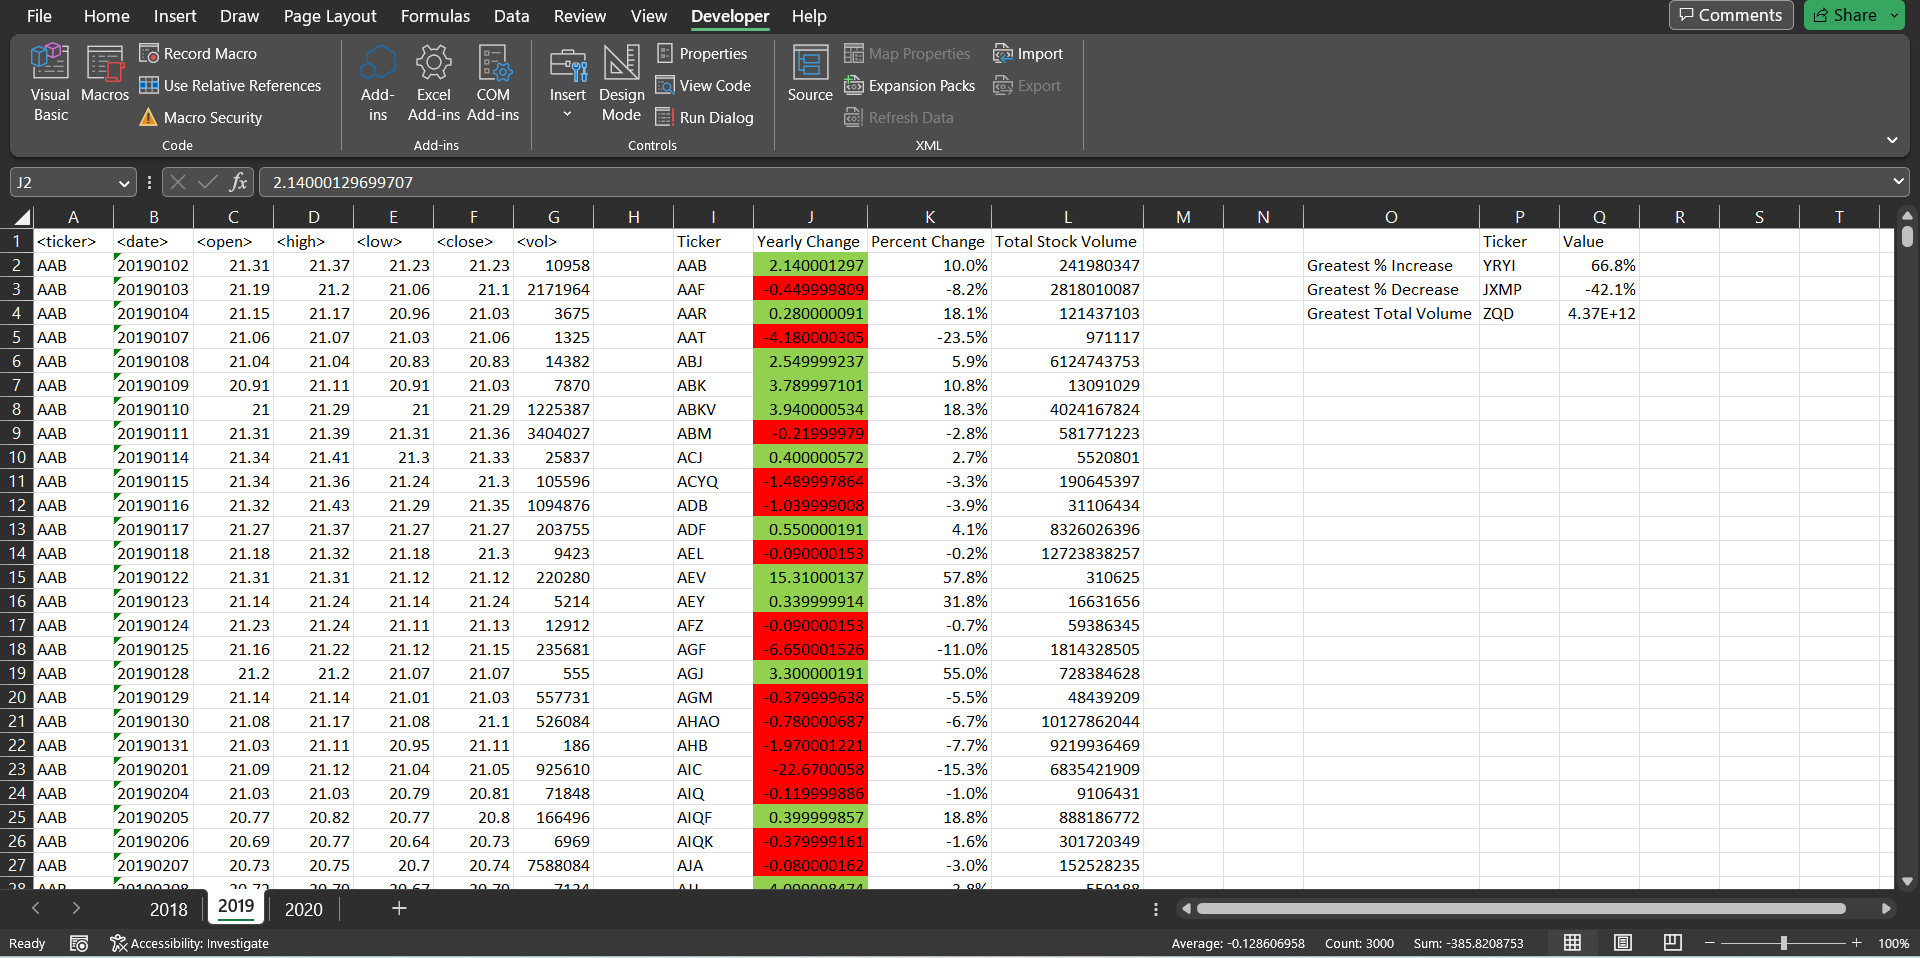 File Home Insert Draw Page Layout Formulas Data Review View Developer Help Comments Share
Visual Basic Macros Record Macro Use Relative References Macro Security Code
Add-ins Excel Add-ins COM Add-ins Add-ins
Insert Design Mode Properties View Code Run Dialog Controls
Source Map Properties Expansion Packs Refresh Data Import Export XML
J2 fx 2.14000129699707
A B C D E F G H I J K L M N O P Q R S T
1 <ticker> <date> <open> <high> <low> <close> <vol> Ticker Yearly Change Percent Change Total Stock Volume Ticker Value
2 AAB 20190102 21.31 21.37 21.23 21.23 10958 AAB 2.140001297 10.0% 241980347 Greatest % Increase YRYI 66.8%
3 AAB 20190103 21.19 21.2 21.06 21.1 2171964 AAF -0.449999809 -8.2% 2818010087 Greatest % Decrease JXMP -42.1%
4 AAB 20190104 21.15 21.17 20.96 21.03 3675 AAR 0.280000091 18.1% 121437103 Greatest Total Volume ZQD 4.37E+12
5 AAB 20190107 21.06 21.07 21.03 21.06 1325 AAT -4.180000305 -23.5% 971117
6 AAB 20190108 21.04 21.04 20.83 20.83 14382 ABJ 2.549999237 5.9% 6124743753
7 AAB 20190109 20.91 21.11 20.91 21.03 7870 ABK 3.789997101 10.8% 13091029
8 AAB 20190110 21 21.29 21 21.29 1225387 ABKV 3.940000534 18.3% 4024167824
9 AAB 20190111 21.31 21.39 21.31 21.36 3404027 ABM -0.21999979 -2.8% 581771223
10 AAB 20190114 21.34 21.41 21.3 21.33 25837 ACJ 0.400000572 2.7% 5520801
11 AAB 20190115 21.34 21.36 21.24 21.3 105596 ACYQ -1.489997864 -3.3% 190645397
12 AAB 20190116 21.32 21.43 21.29 21.35 1094876 ADB -1.039999008 -3.9% 31106434
13 AAB 20190117 21.27 21.37 21.27 21.27 203755 ADF 0.550000191 4.1% 8326026396
14 AAB 20190118 21.18 21.32 21.18 21.3 9423 AEL -0.090000153 -0.2% 12723838257
15 AAB 20190122 21.31 21.31 21.12 21.12 220280 AEV 15.31000137 57.8% 310625
16 AAB 20190123 21.14 21.24 21.14 21.24 5214 AEY 0.339999914 31.8% 16631656
17 AAB 20190124 21.23 21.24 21.11 21.13 12912 AFZ -0.090000153 -0.7% 59386345
18 AAB 20190125 21.16 21.22 21.12 21.15 235681 AGF -6.650001526 -11.0% 1814328505
19 AAB 20190128 21.2 21.2 21.07 21.07 555 AGJ 3.300000191 55.0% 728384628
20 AAB 20190129 21.14 21.14 21.01 21.03 557731 AGM -0.379999638 -5.5% 48439209
21 AAB 20190130 21.08 21.17 21.08 21.1 526084 AHAO -0.780000687 -6.7% 10127862044
22 AAB 20190131 21.03 21.11 20.95 21.11 186 AHB -1.970001221 -7.7% 9219936469
23 AAB 20190201 21.09 21.12 21.04 21.05 925610 AIC -22.6700058 -15.3% 6835421909
24 AAB 20190204 21.03 21.03 20.79 20.81 71848 AIQ -0.119999886 -1.0% 9106431
25 AAB 20190205 20.77 20.82 20.77 20.8 166496 AIQF 0.399999857 18.8% 888186772
26 AAB 20190206 20.69 20.77 20.64 20.73 6969 AIQK -0.379999161 -1.6% 301720349
27 AAB 20190207 20.73 20.75 20.7 20.74 7588084 AJA -0.080000162 -3.0% 152528235
2018 2019 2020
Ready Accessibility: Investigate Average: -0.128606958 Count: 3000 Sum: -385.8208753 100%